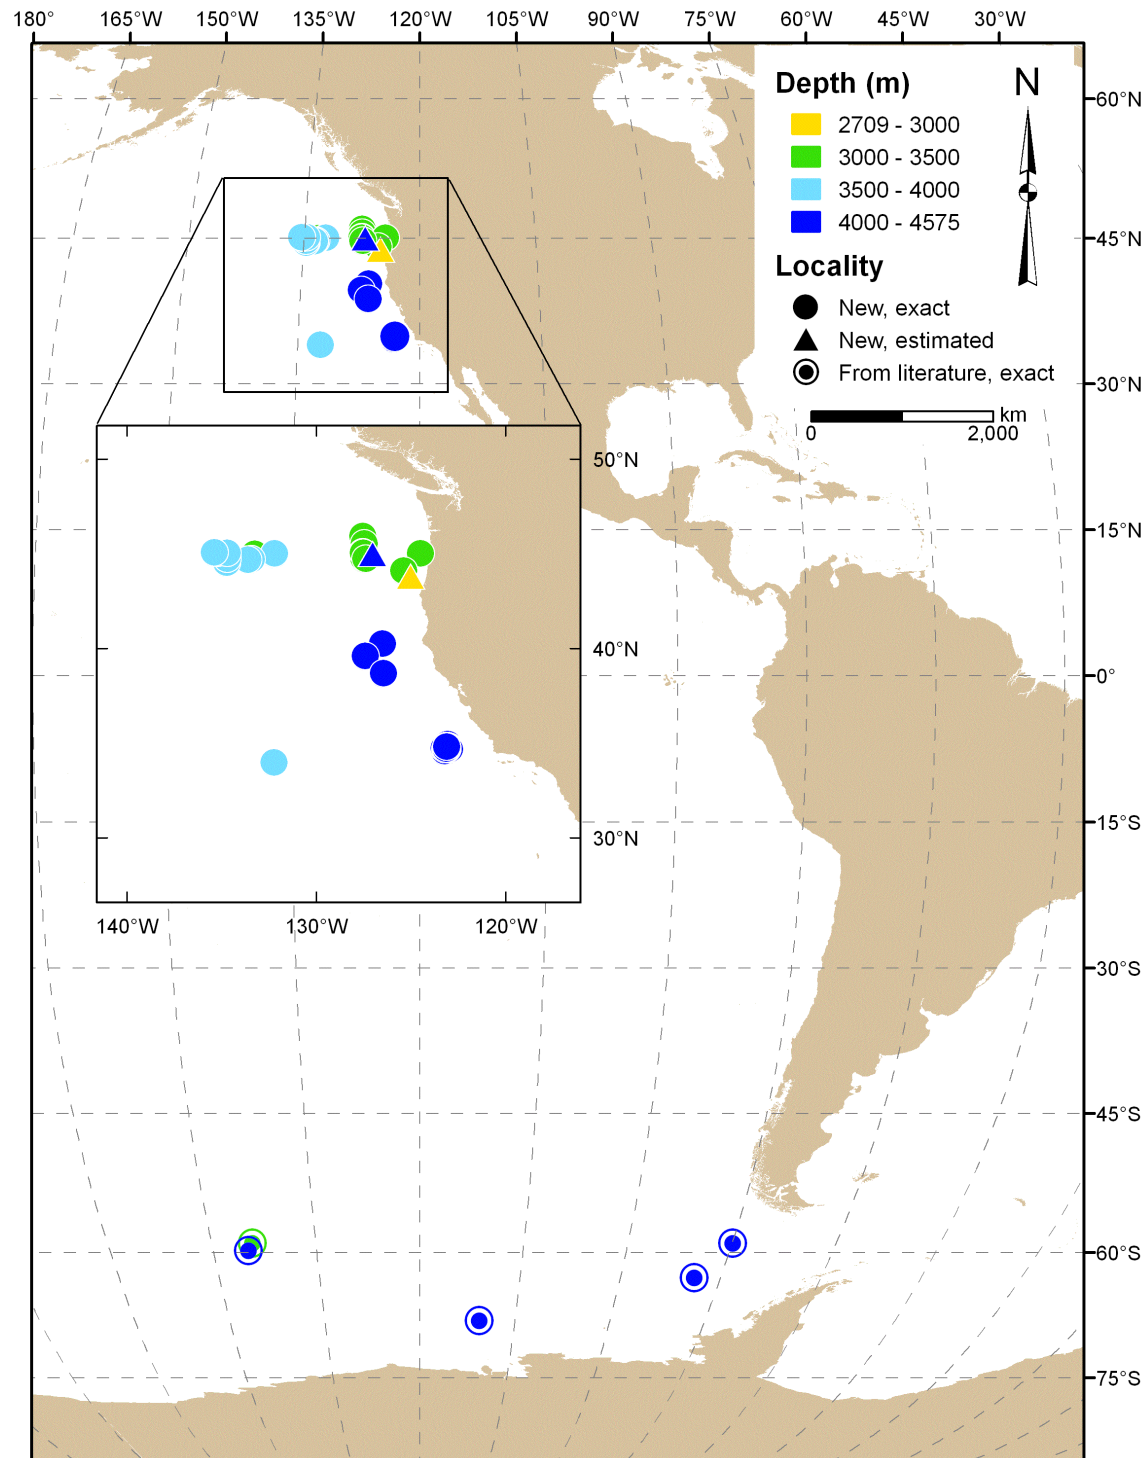 180° 165°W 150°W 135°W 120°W 105°W 90°W 75°W 60°W 45°W 30°W
Depth (m)
2709 - 3000
3000 - 3500
3500 - 4000
4000 - 4575
N
Locality
New, exact
New, estimated
From literature, exact
km
0 2,000
60°N
45°N
30°N
15°N
0°
15°S
30°S
45°S
60°S
75°S
50°N
40°N
30°N
140°W 130°W 120°W